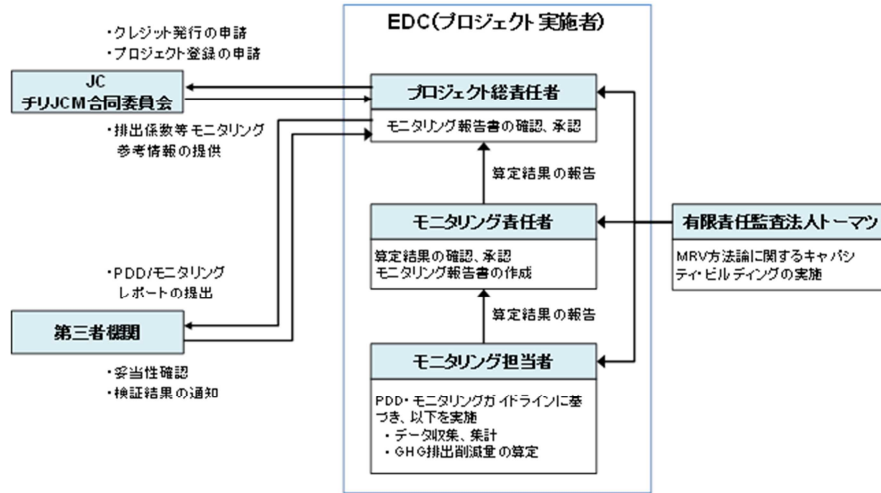 EDC(プロジェクト実施者)
・クレジット発行の申請
・プロジェクト登録の申請
JC
チリJCM合同委員会
・排出係数等モニタリング
参考情報の提供
プロジェクト総責任者
モニタリング報告書の確認、承認
算定結果の報告
モニタリング責任者
算定結果の確認、承認
モニタリング報告書の作成
有限責任監査法人トーマツ
MRV方法論に関するキャパシ
ティ・ビルディングの実施
・PDD/モニタリング
レポートの提出
第三者機関
・妥当性確認
・検証結果の通知
算定結果の報告
モニタリング担当者
PDD・モニタリングガイドラインに基
づき、以下を実施
・データ収集、集計
・GHG排出削減量の算定